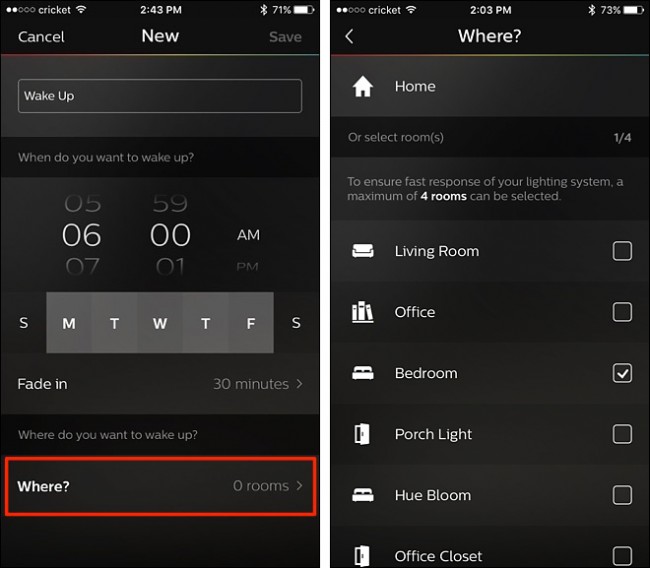 cricket 2:43 PM 71%
Cancel New Save
Wake Up
When do you want to wake up?
05 59
06 00 AM
07 01 PM
S M T W T F S
Fade in 30 minutes >
Where do you want to wake up?
Where? 0 rooms >
cricket 2:03 PM 73%
< Where?
Home
Or select room(s) 1/4
To ensure fast response of your lighting system, a
maximum of 4 rooms can be selected.
Living Room
Office
Bedroom
Porch Light
Hue Bloom
Office Closet